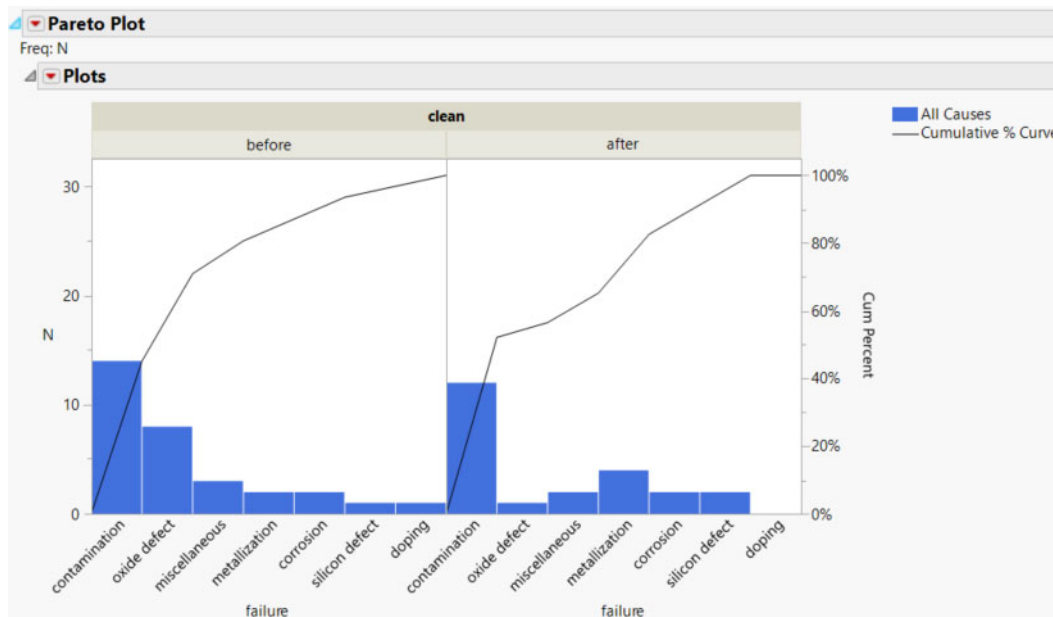 Pareto Plot
Freq: N
Plots
clean
before after
All Causes
Cumulative % Curve
30
20
10
0
N
100%
80%
60%
40%
20%
0%
Cum Percent
contamination
oxide defect
miscellaneous
metallization
corrosion
silicon defect
doping
contamination
oxide defect
miscellaneous
metallization
corrosion
silicon defect
doping
failure failure